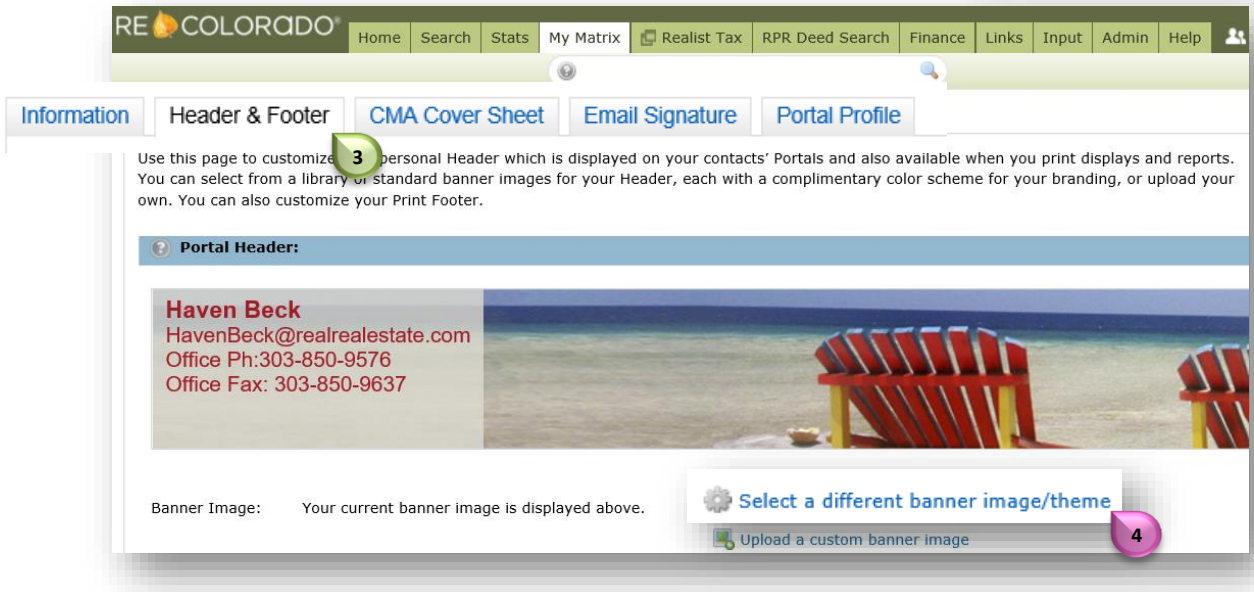 RE COLORADO®
Home Search Stats My Matrix Realist Tax RPR Deed Search Finance Links Input Admin Help
Information Header & Footer CMA Cover Sheet Email Signature Portal Profile
3
Use this page to customize personal Header which is displayed on your contacts' Portals and also available when you print displays and reports.
You can select from a library of standard banner images for your Header, each with a complimentary color scheme for your branding, or upload your
own. You can also customize your Print Footer.
Portal Header:
Haven Beck
HavenBeck@realrealestate.com
Office Ph:303-850-9576
Office Fax: 303-850-9637
Banner Image: Your current banner image is displayed above.
Select a different banner image/theme
4
Upload a custom banner image